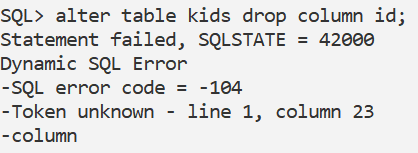 SQL> alter table kids drop column id;
Statement failed, SQLSTATE = 42000
Dynamic SQL Error
-SQL error code = -104
-Token unknown - line 1, column 23
-column